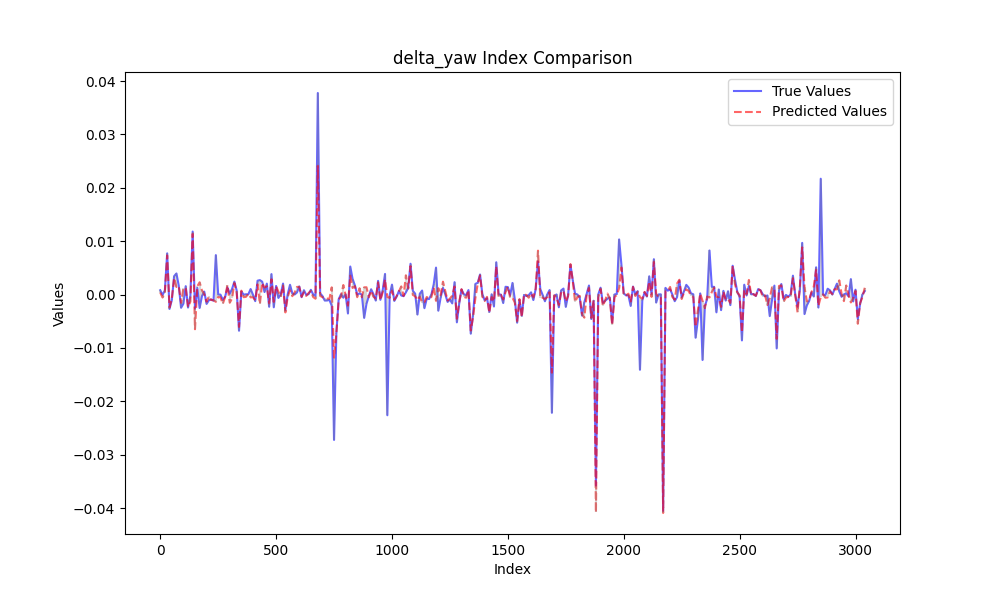 delta_yaw Index Comparison
True Values
Predicted Values
Values
0.04
0.03
0.02
0.01
0.00
−0.01
−0.02
−0.03
−0.04
0 500 1000 1500 2000 2500 3000
Index